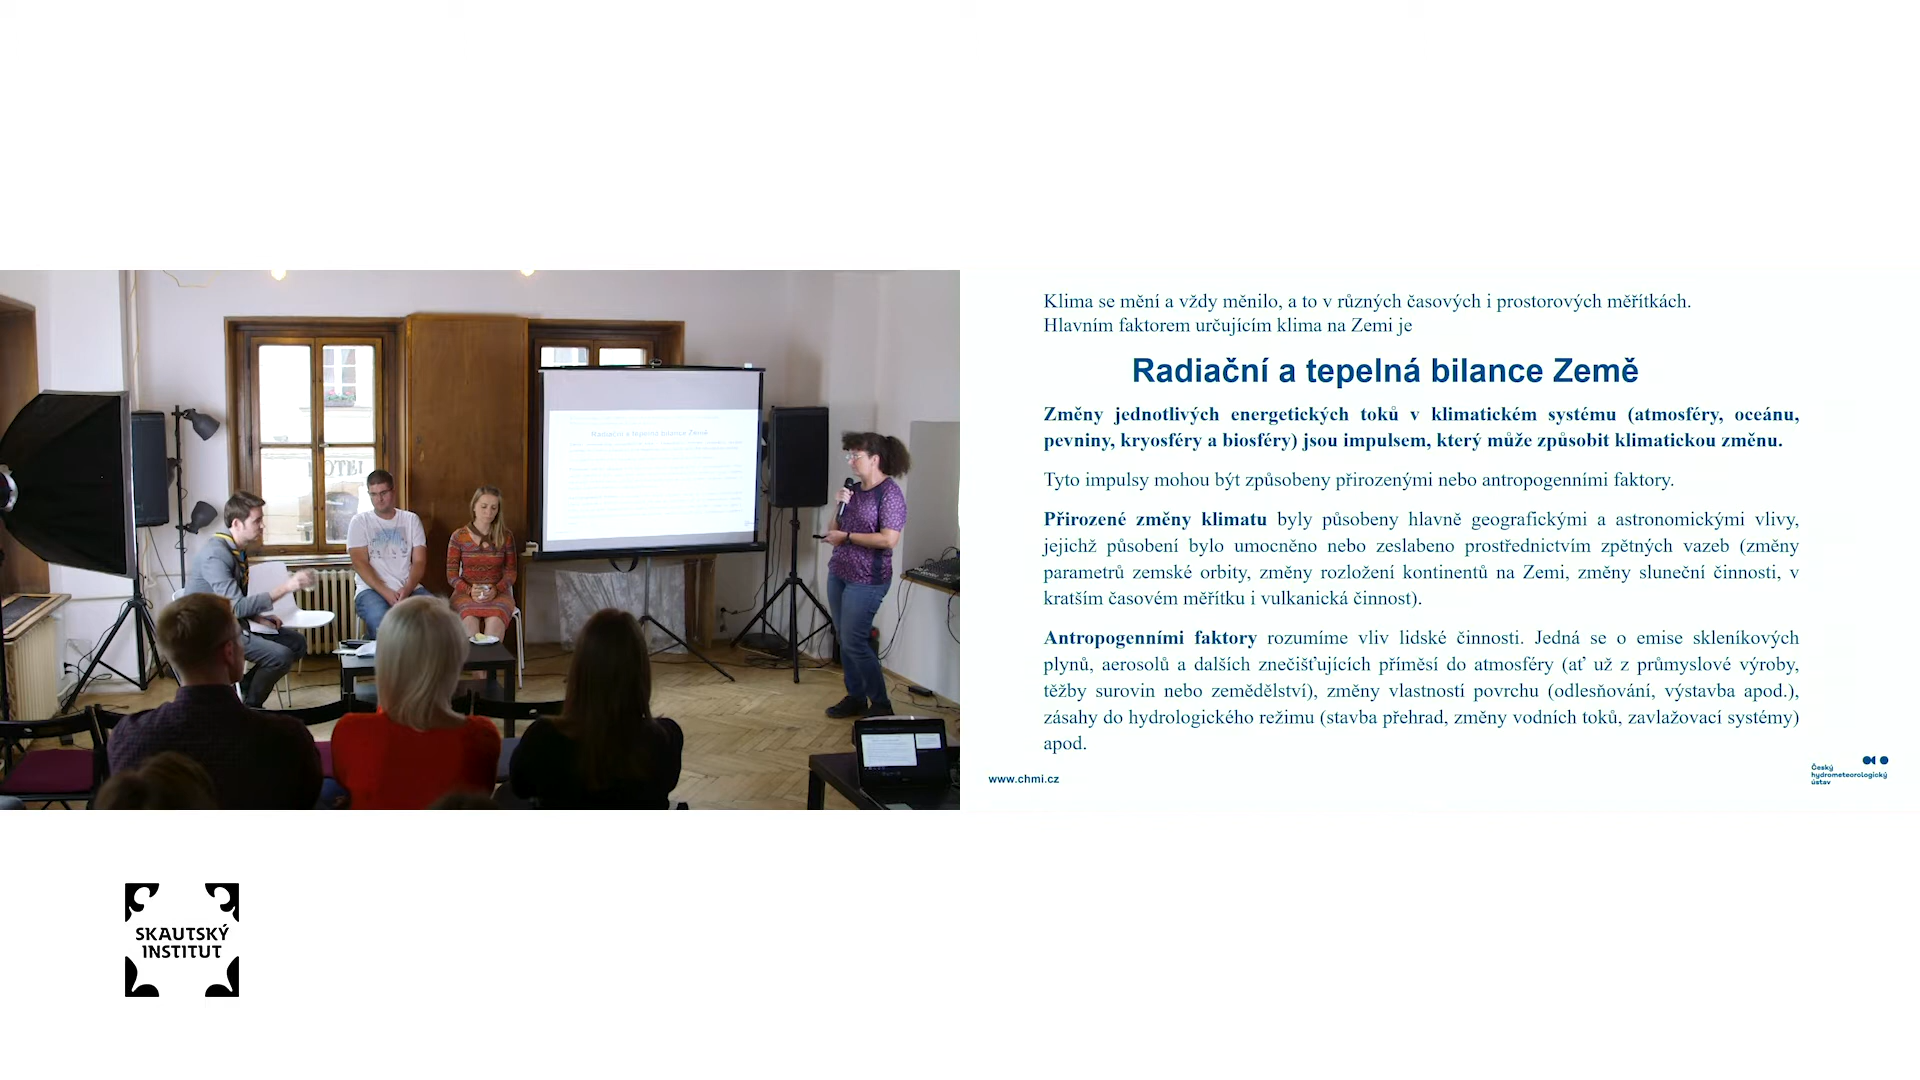 HOTEL
Radiační a tepelná bilance Země
Klima se mění a vždy měnilo, a to v různých časových i prostorových měřítkách.
Hlavním faktorem určujícím klima na Zemi je
Radiační a tepelná bilance Země
Změny jednotlivých energetických toků v klimatickém systému (atmosféry, oceánu,
pevniny, kryosféry a biosféry) jsou impulsem, který může způsobit klimatickou změnu.
Tyto impulsy mohou být způsobeny přirozenými nebo antropogenními faktory.
Přirozené změny klimatu byly působeny hlavně geografickými a astronomickými vlivy,
jejichž působení bylo umocněno nebo zeslabeno prostřednictvím zpětných vazeb (změny
parametrů zemské orbity, změny rozložení kontinentů na Zemi, změny sluneční činnosti, v
kratším časovém měřítku i vulkanická činnost).
Antropogenními faktory rozumíme vliv lidské činnosti. Jedná se o emise skleníkových
plynů, aerosolů a dalších znečišťujících příměsí do atmosféry (ať už z průmyslové výroby,
těžby surovin nebo zemědělství), změny vlastností povrchu (odlesňování, výstavba apod.),
zásahy do hydrologického režimu (stavba přehrad, změny vodních toků, zavlažovací systémy)
apod.
www.chmi.cz
Český
hydrometeorologický
ústav
SKAUTSKÝ
INSTITUT